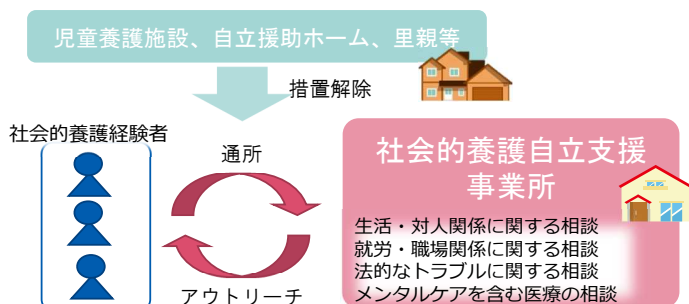 児童養護施設、自立援助ホーム、里親等
措置解除
社会的養護経験者
通所
アウトリーチ
社会的養護自立支援
事業所
生活・対人関係に関する相談
就労・職場関係に関する相談
法的なトラブルに関する相談
メンタルケアを含む医療の相談